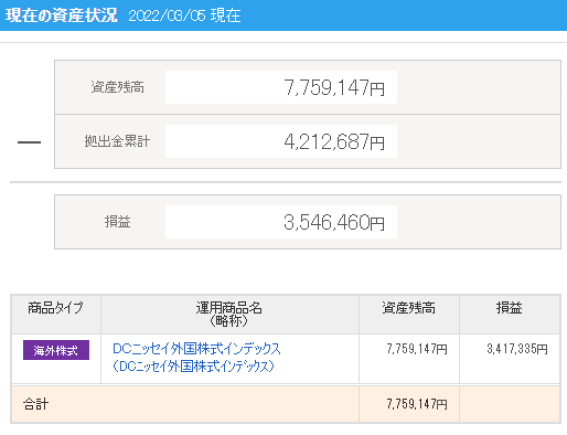 現在の資産状況 2022/03/05 現在
資産残高 7,759,147円
― 拠出金累計 4,212,687円
損益 3,546,460円
商品タイプ 運用商品名 資産残高 損益
（略称）
海外株式 DCニッセイ外国株式インデックス 7,759,147円 3,417,335円
（DCニッセイ外国株式インデックス）
合計 7,759,147円